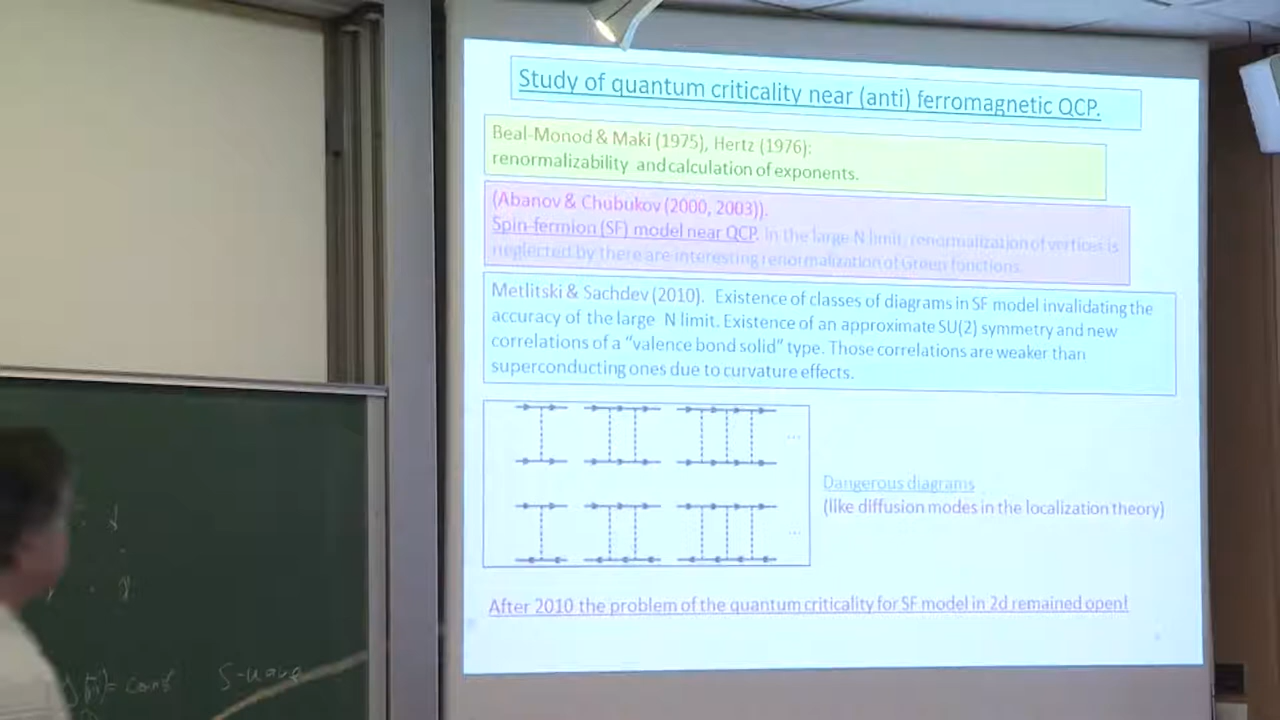 Study of quantum criticality near (anti) ferromagnetic QCP.
Beal-Monod & Maki (1975), Hertz (1976):
renormalizability and calculation of exponents.
(Abanov & Chubukov (2000, 2003)).
Spin-fermion (SF) model near QCP. In the large N limit, renormalization of vertices is
neglected by there are interesting renormalization of Green fonctions.
Metlitski & Sachdev (2010). Existence of classes of diagrams in SF model invalidating the
accuracy of the large N limit. Existence of an approximate SU(2) symmetry and new
correlations of a "valence bond solid" type. Those correlations are weaker than
superconducting ones due to curvature effects.
...
...
Dangerous diagrams
(like diffusion modes in the localization theory)
After 2010 the problem of the quantum criticality for SF model in 2d remained open!
= const S-wave